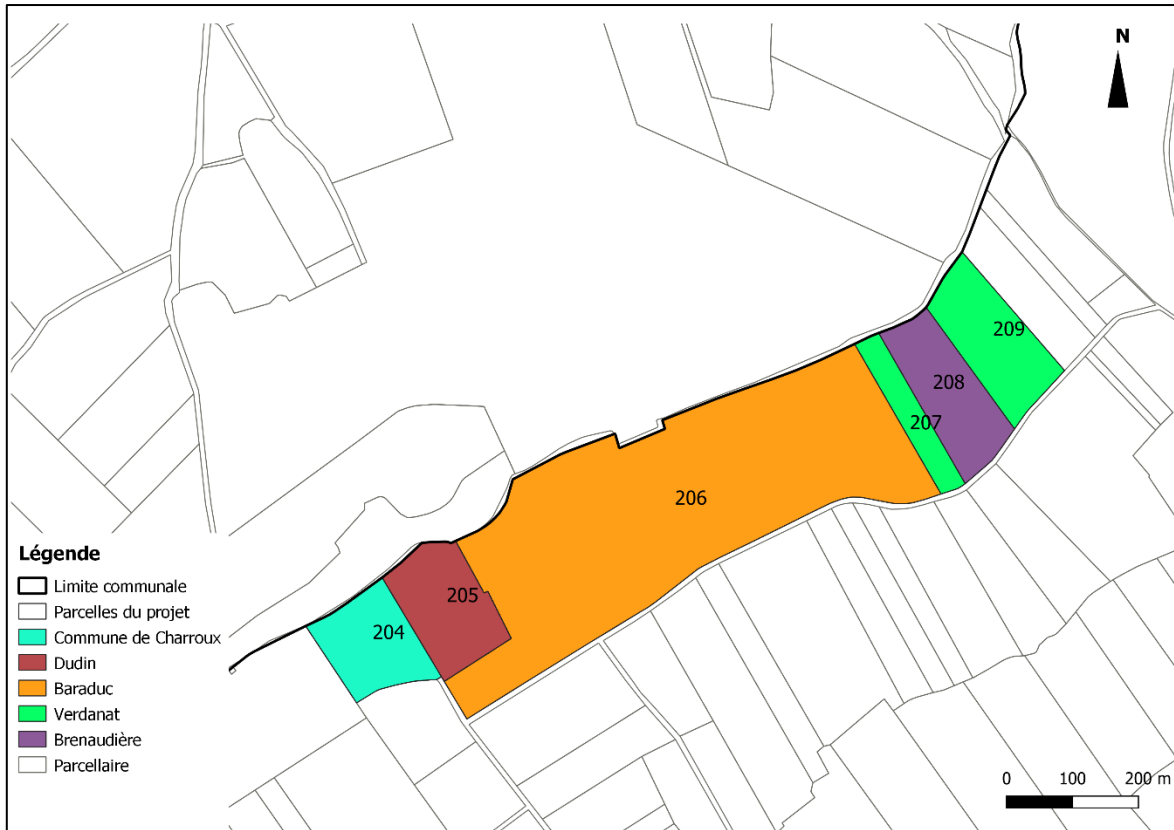 N
209
208
207
206
205
204
Légende
Limite communale
Parcelles du projet
Commune de Charroux
Dudin
Baraduc
Verdanat
Brenaudière
Parcellaire
0 100 200 m